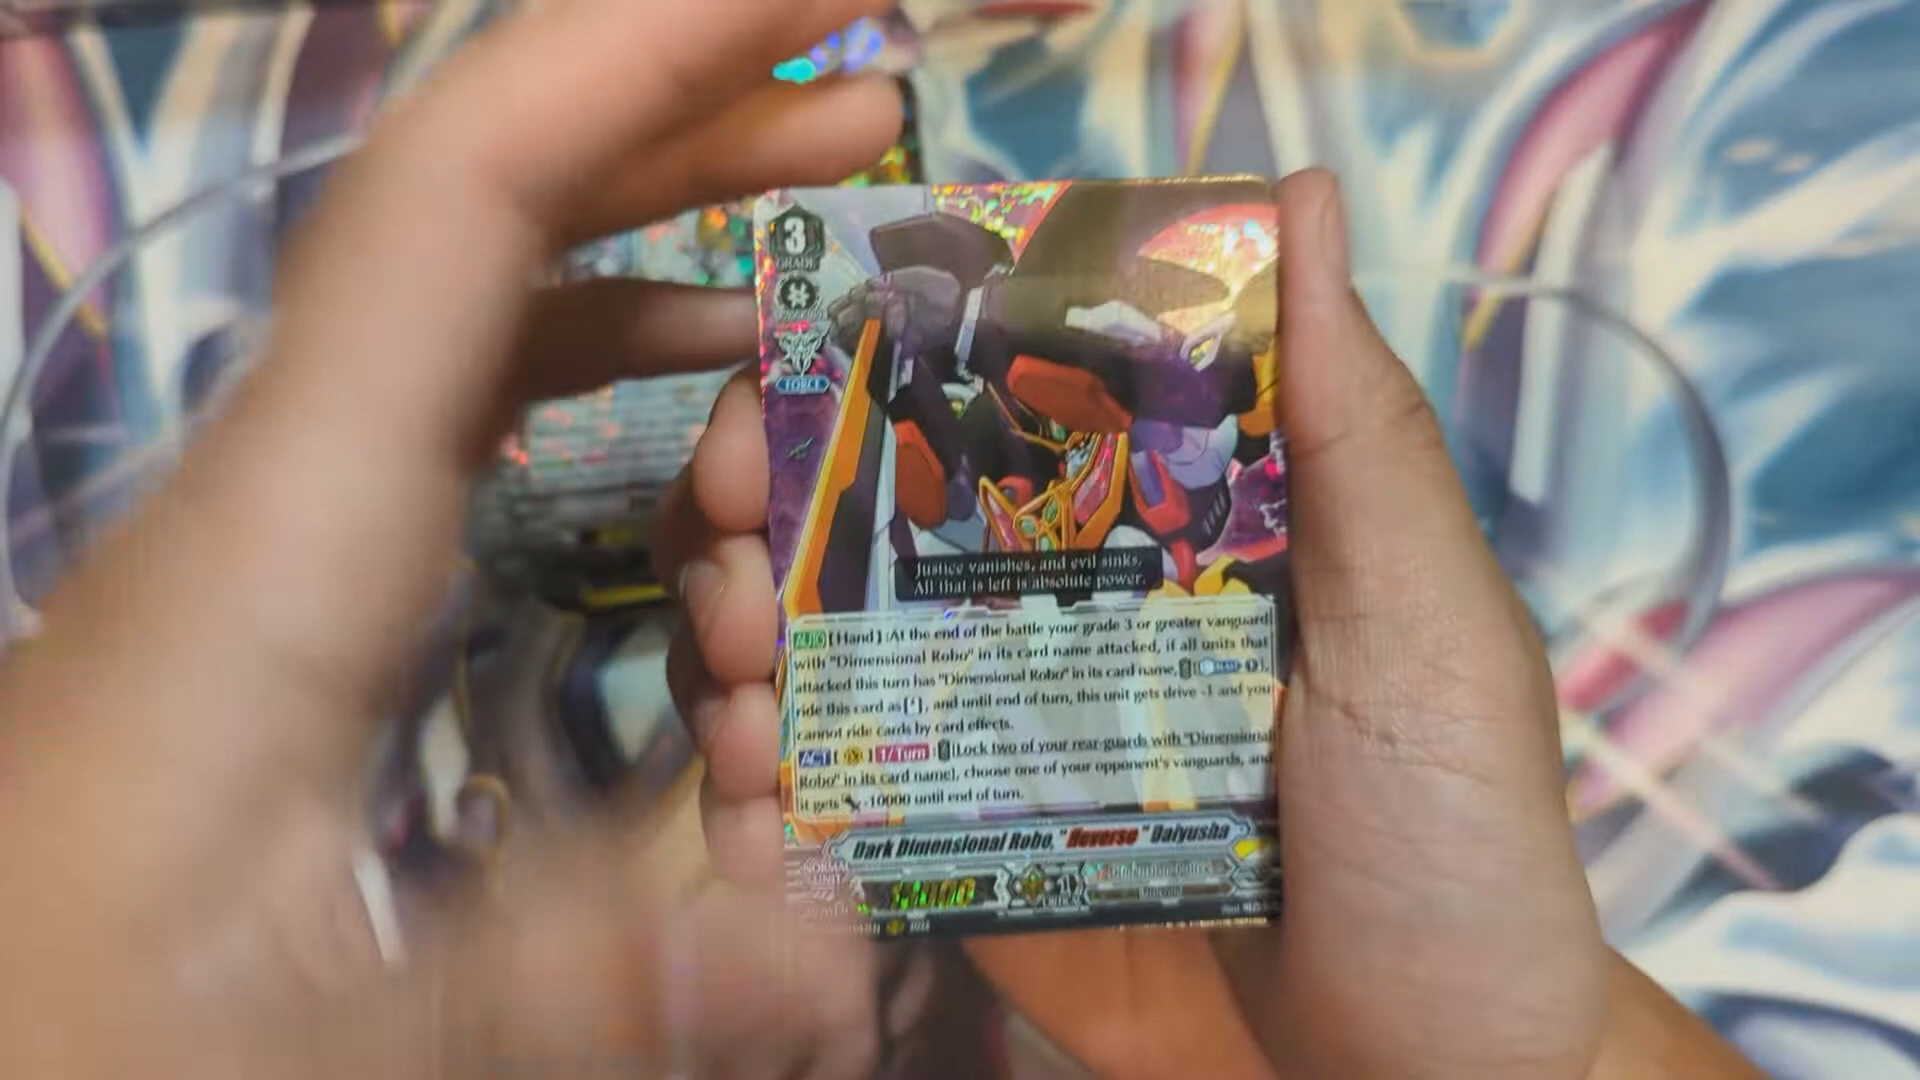 3
GRADE
FORCE
Justice vanishes, and evil sinks.
All that is left is absolute power.
AUTO [Hand]:At the end of the battle your grade 3 or greater vanguard
with "Dimensional Robo" in its card name attacked, if all units that
attacked this turn has "Dimensional Robo" in its card name,
ride this card as [ ], and until end of turn, this unit gets drive -1 and you
cannot ride cards by card effects.
ACT [ ] 1/Turn :[Lock two of your rear-guards with "Dimensional
Robo" in its card name], choose one of your opponent's vanguards, and
it gets -10000 until end of turn.
Dark Dimensional Robo, "Reverse" Daiyusha
NORMAL
UNIT
1
CRITICAL